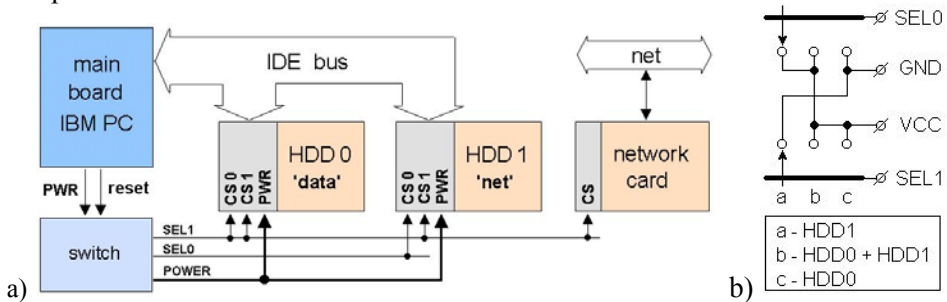 main
board
IBM PC
IDE bus
net
HDD 0
'data'
CS 0
CS 1
PWR
HDD 1
'net'
CS 0
CS 1
PWR
network
card
CS
PWR
reset
switch
SEL1
SEL0
POWER
a)
SEL0
GND
VCC
SEL1
a b c
a - HDD1
b - HDD0 + HDD1
c - HDD0
b)